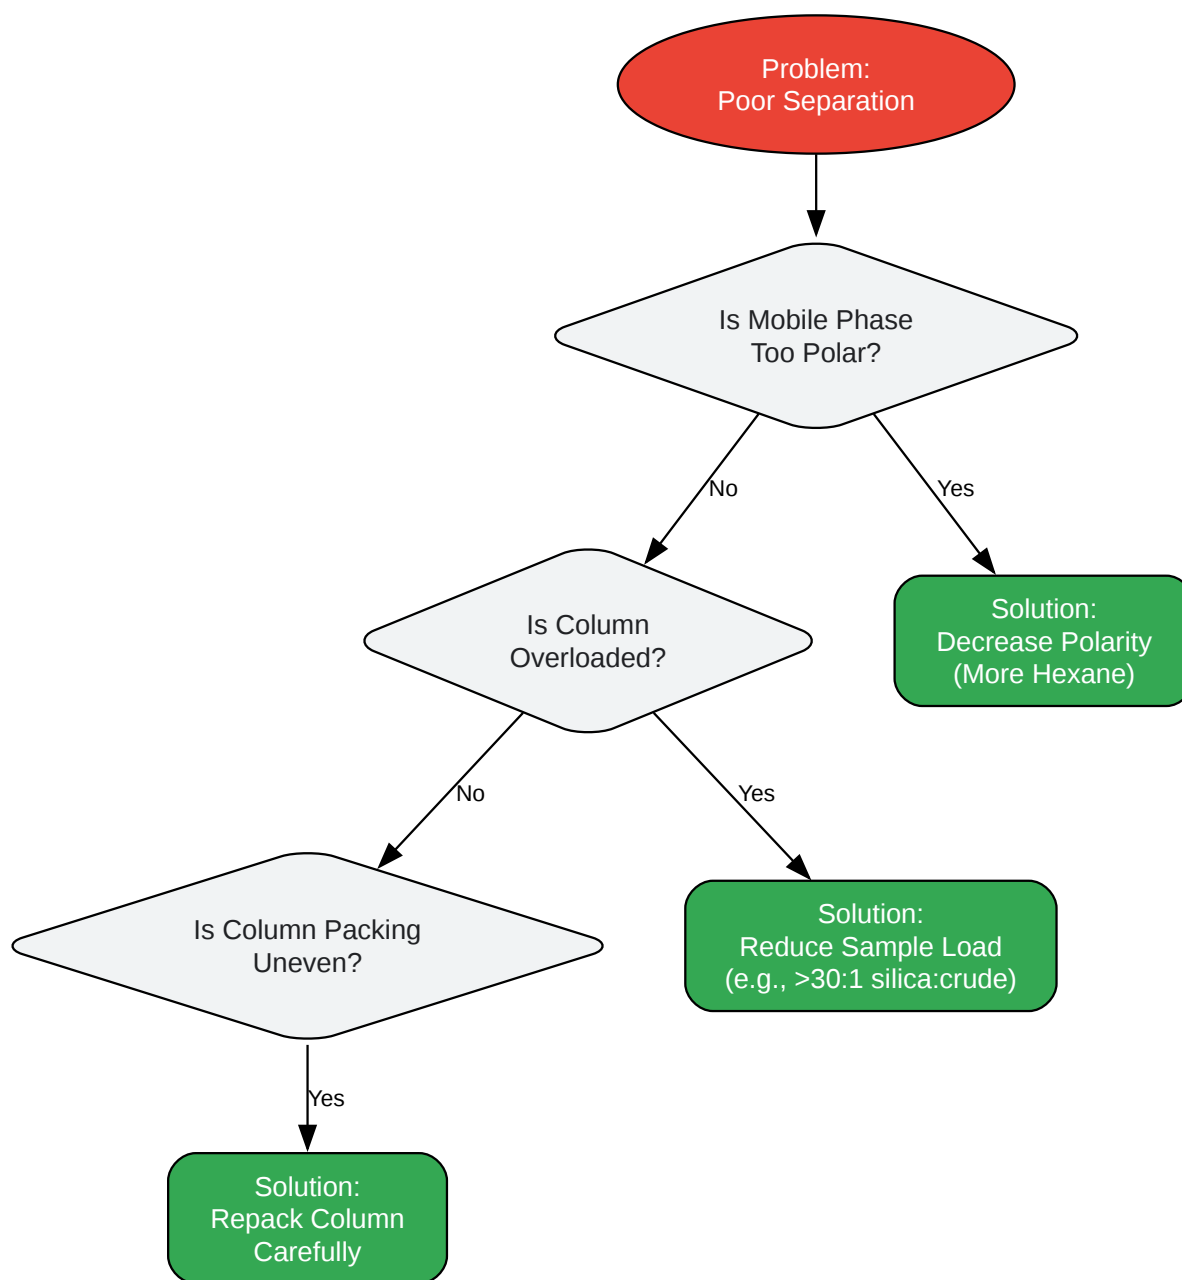 Problem:
Poor Separation
Is Mobile Phase
Too Polar?
No
Yes
Is Column
Overloaded?
Solution:
Decrease Polarity
(More Hexane)
No
Yes
Is Column Packing
Uneven?
Solution:
Reduce Sample Load
(e.g., >30:1 silica:crude)
Yes
Solution:
Repack Column
Carefully